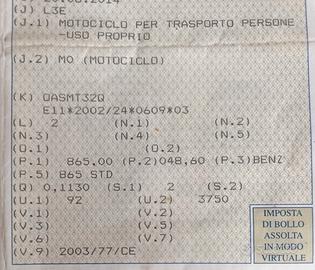 (J) L3E
(J.1) MOTOCICLO PER TRASPORTO PERSONE
-USO PROPRIO
(J.2) MO (MOTOCICLO)
(K) OASMT32Q
E11*2002/24*0609*03
(L) 2 (N.1) (N.2)
(N.3) (N.4) (N.5)
(O.1) (O.2)
(P.1) 865,00 (P.2)048,60 (P.3)BENZ
(P.5) 865 STD
(Q) 0,1130 (S.1) 2 (S.2)
(U.1) 92 (U.2) 3750
(V.1) (V.2)
(V.3) (V.5)
(V.6) (V.7)
(V.9) 2003/77/CE
IMPOSTA
DI BOLLO
ASSOLTA
IN MODO
VIRTUALE